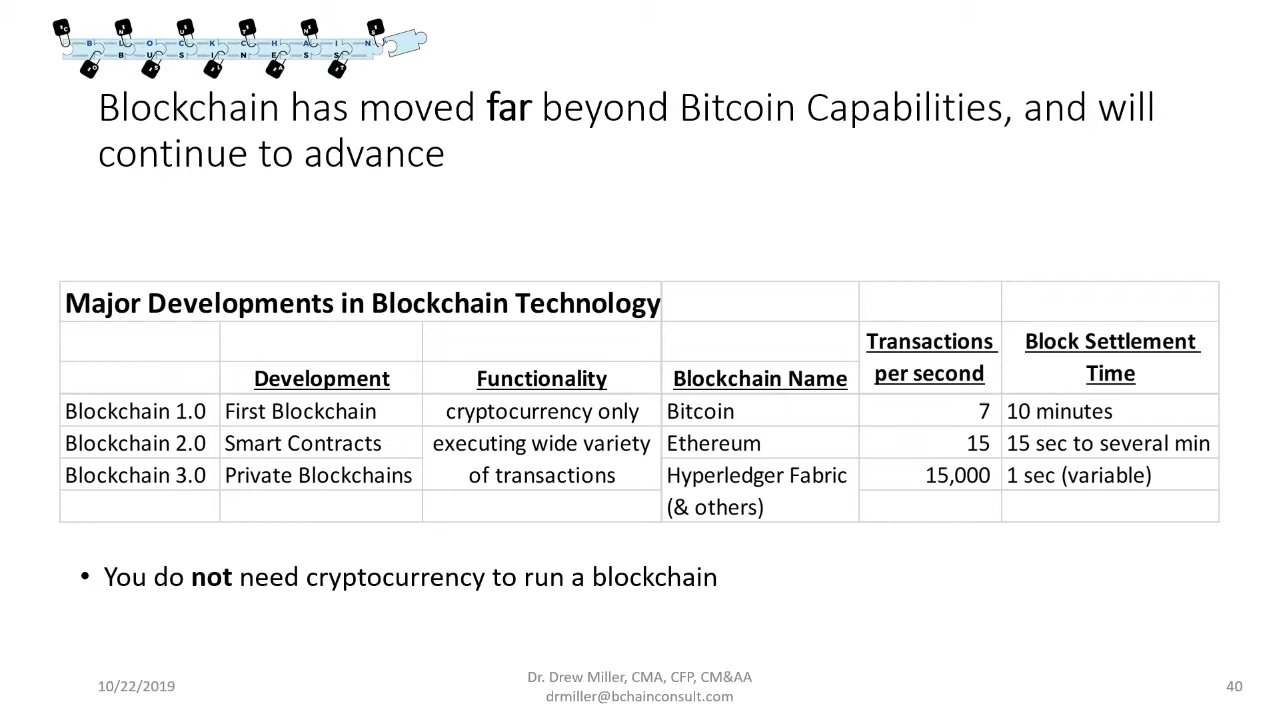 B L O C K C H A I N
B U S I N E S S
Blockchain has moved far beyond Bitcoin Capabilities, and will
continue to advance
Major Developments in Blockchain Technology
Development Functionality Blockchain Name Transactions per second Block Settlement Time
Blockchain 1.0 First Blockchain cryptocurrency only Bitcoin 7 10 minutes
Blockchain 2.0 Smart Contracts executing wide variety Ethereum 15 15 sec to several min
Blockchain 3.0 Private Blockchains of transactions Hyperledger Fabric 15,000 1 sec (variable)
(& others)
• You do not need cryptocurrency to run a blockchain
10/22/2019
Dr. Drew Miller, CMA, CFP, CM&AA
drmiller@bchainconsult.com
40